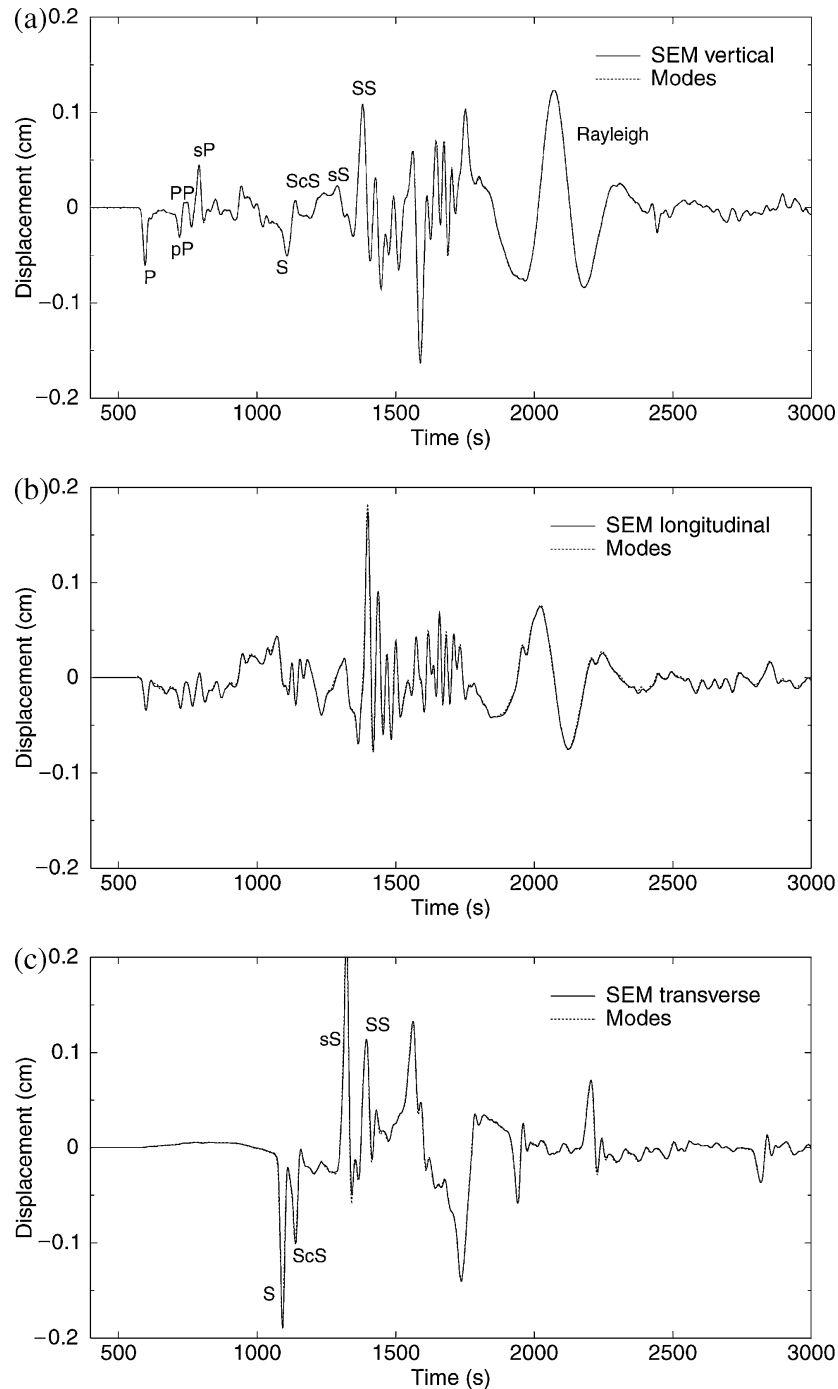 (a)
0.2
0.1
0
−0.1
−0.2
Displacement (cm)
SEM vertical
Modes
SS
Rayleigh
sP
PP
ScS
sS
P
pP
S
500
1000
1500
2000
2500
3000
Time (s)
(b)
0.2
0.1
0
−0.1
−0.2
Displacement (cm)
SEM longitudinal
Modes
500
1000
1500
2000
2500
3000
Time (s)
(c)
0.2
0.1
0
−0.1
−0.2
Displacement (cm)
SEM transverse
Modes
sS
SS
ScS
S
500
1000
1500
2000
2500
3000
Time (s)